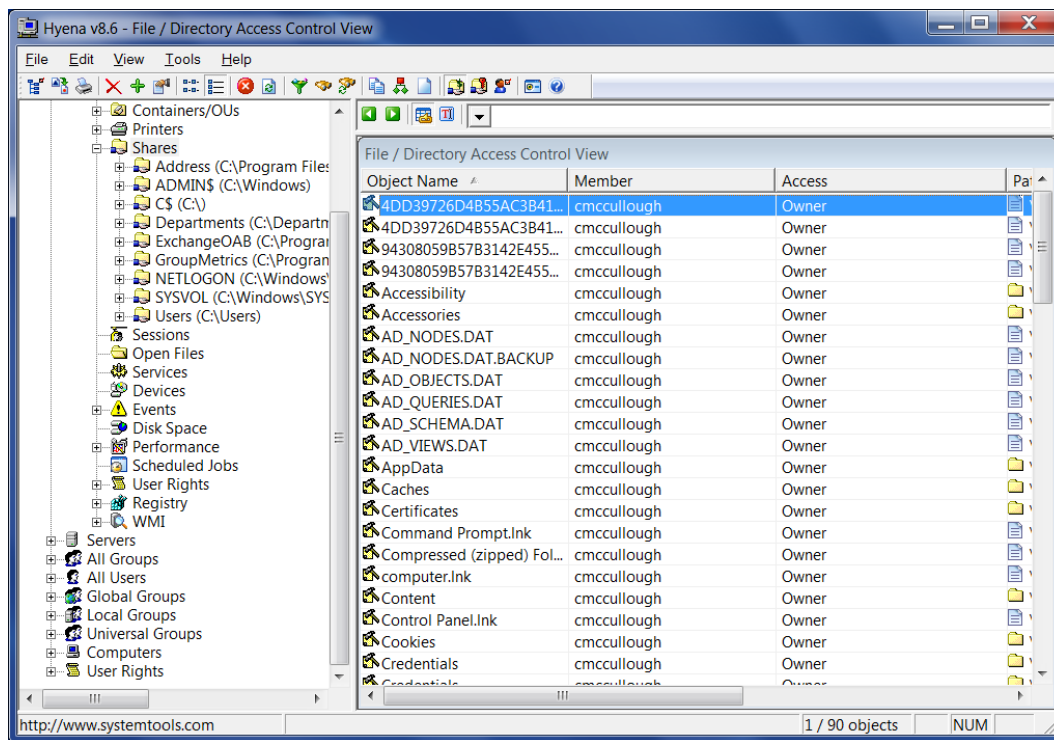 Hyena v8.6 - File / Directory Access Control View
File Edit View Tools Help
Containers/OUs
Printers
Shares
Address (C:\Program Files
ADMIN$ (C:\Windows)
C$ (C:\)
Departments (C:\Departm
ExchangeOAB (C:\Program
GroupMetrics (C:\Program
NETLOGON (C:\Windows\
SYSVOL (C:\Windows\SYS
Users (C:\Users)
Sessions
Open Files
Services
Devices
Events
Disk Space
Performance
Scheduled Jobs
User Rights
Registry
WMI
Servers
All Groups
All Users
Global Groups
Local Groups
Universal Groups
Computers
User Rights
File / Directory Access Control View
Object Name Member Access Pat
4DD39726D4B55AC3B41... cmccullough Owner
4DD39726D4B55AC3B41... cmccullough Owner
94308059B57B3142E455... cmccullough Owner
94308059B57B3142E455... cmccullough Owner
Accessibility cmccullough Owner
Accessories cmccullough Owner
AD_NODES.DAT cmccullough Owner
AD_NODES.DAT.BACKUP cmccullough Owner
AD_OBJECTS.DAT cmccullough Owner
AD_QUERIES.DAT cmccullough Owner
AD_SCHEMA.DAT cmccullough Owner
AD_VIEWS.DAT cmccullough Owner
AppData cmccullough Owner
Caches cmccullough Owner
Certificates cmccullough Owner
Command Prompt.lnk cmccullough Owner
Compressed (zipped) Fol... cmccullough Owner
computer.lnk cmccullough Owner
Content cmccullough Owner
Control Panel.lnk cmccullough Owner
Cookies cmccullough Owner
Credentials cmccullough Owner
Credentials cmccullough Owner
http://www.systemtools.com 1 / 90 objects NUM